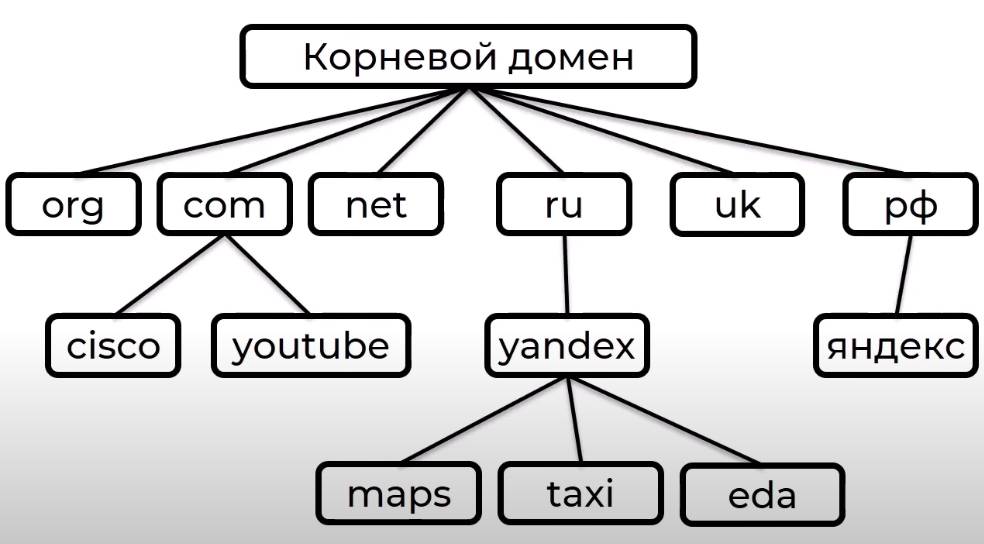 Корневой домен
org
com
net
ru
uk
рф
cisco
youtube
yandex
яндекс
maps
taxi
eda